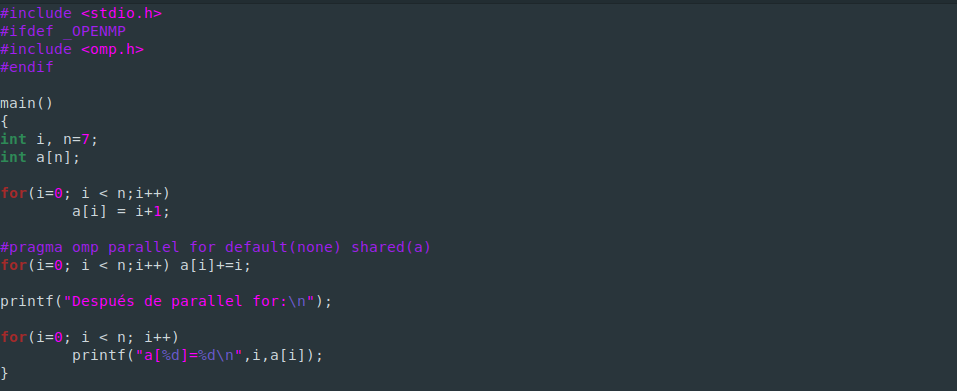 #include <stdio.h>
#ifdef _OPENMP
#include <omp.h>
#endif
main()
{
int i, n=7;
int a[n];
for(i=0; i < n;i++)
a[i] = i+1;
#pragma omp parallel for default(none) shared(a)
for(i=0; i < n;i++) a[i]+=i;
printf("Después de parallel for:\n");
for(i=0; i < n; i++)
printf("a[%d]=%d\n",i,a[i]);
}